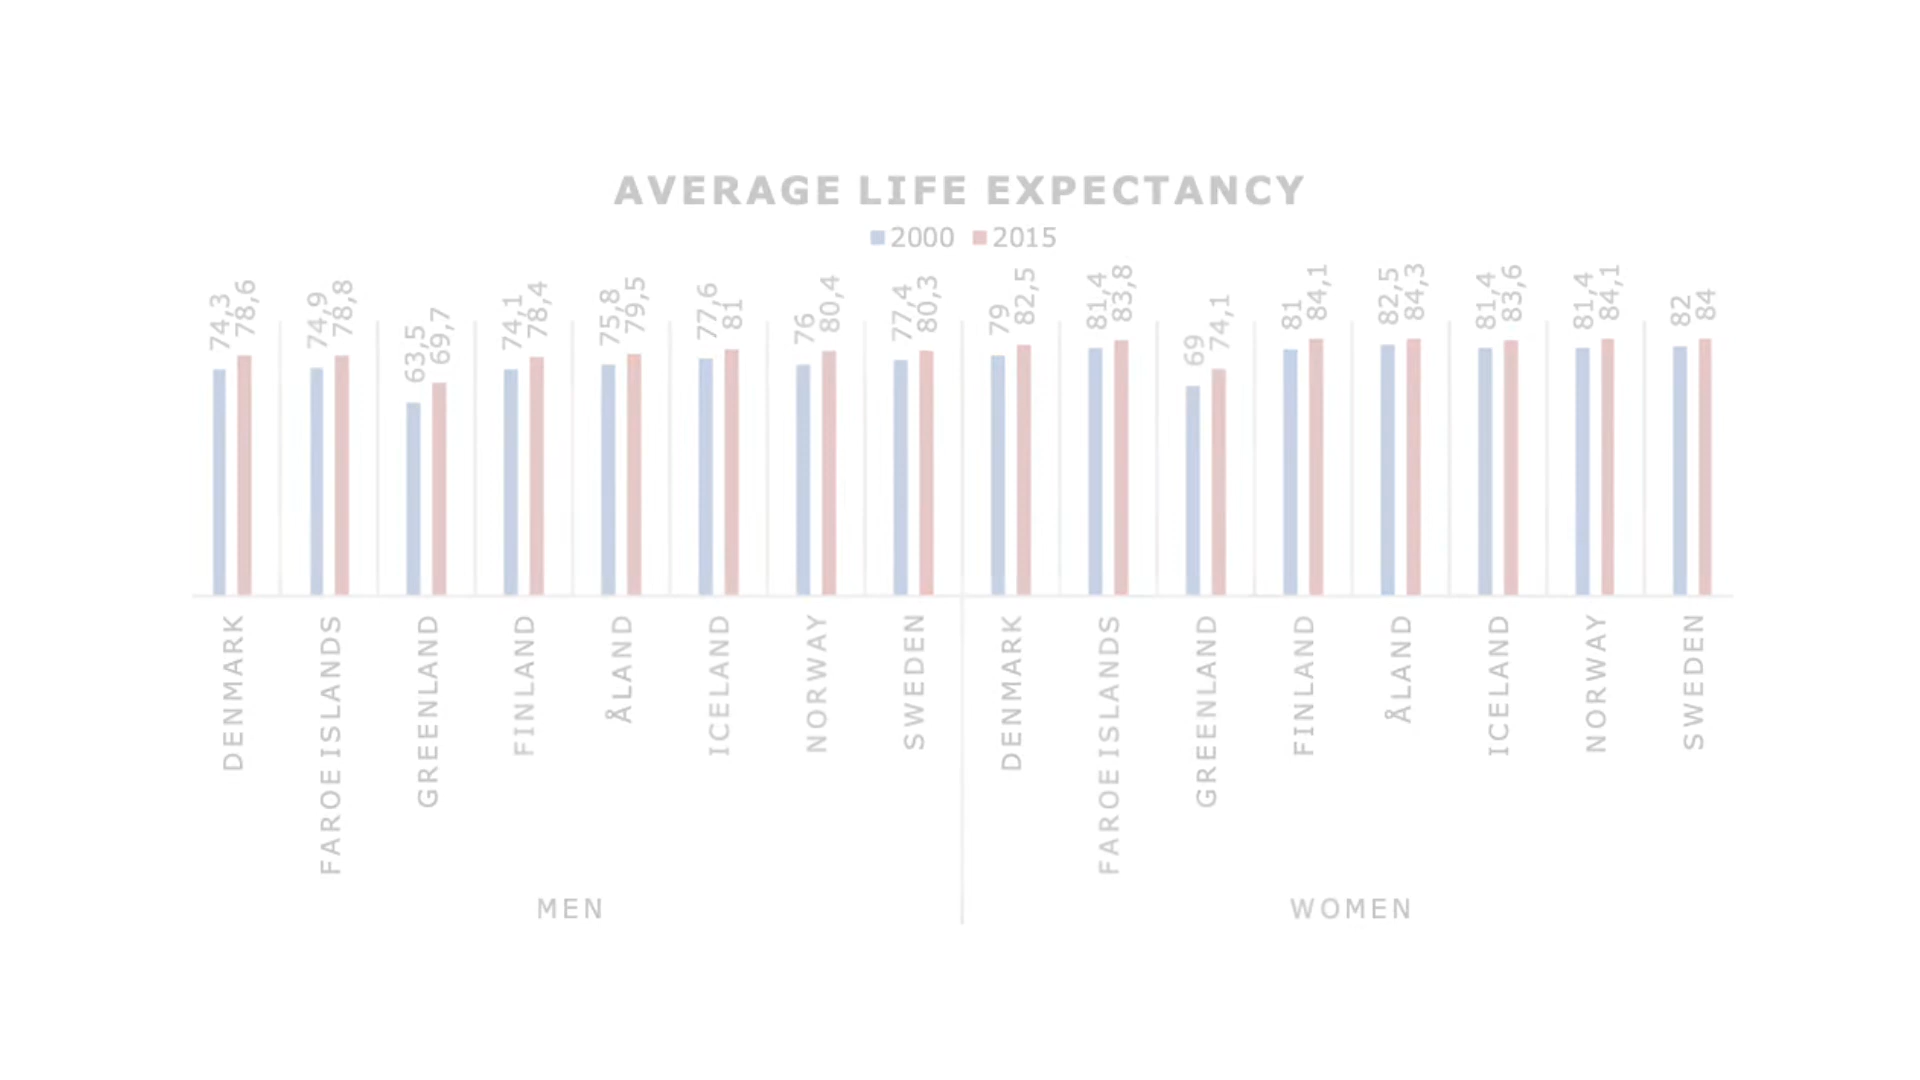 AVERAGE LIFE EXPECTANCY
2000 2015
74,3 78,6 74,9 78,8 63,5 69,7 74,1 78,4 75,8 79,5 77,6 81 76 80,4 77,4 80,3 79 82,5 81,4 83,8 69 74,1 81 84,1 82,5 84,3 81,4 83,6 81,4 84,1 82 84
DENMARK
FAROE ISLANDS
GREENLAND
FINLAND
ÅLAND
ICELAND
NORWAY
SWEDEN
DENMARK
FAROE ISLANDS
GREENLAND
FINLAND
ÅLAND
ICELAND
NORWAY
SWEDEN
MEN
WOMEN